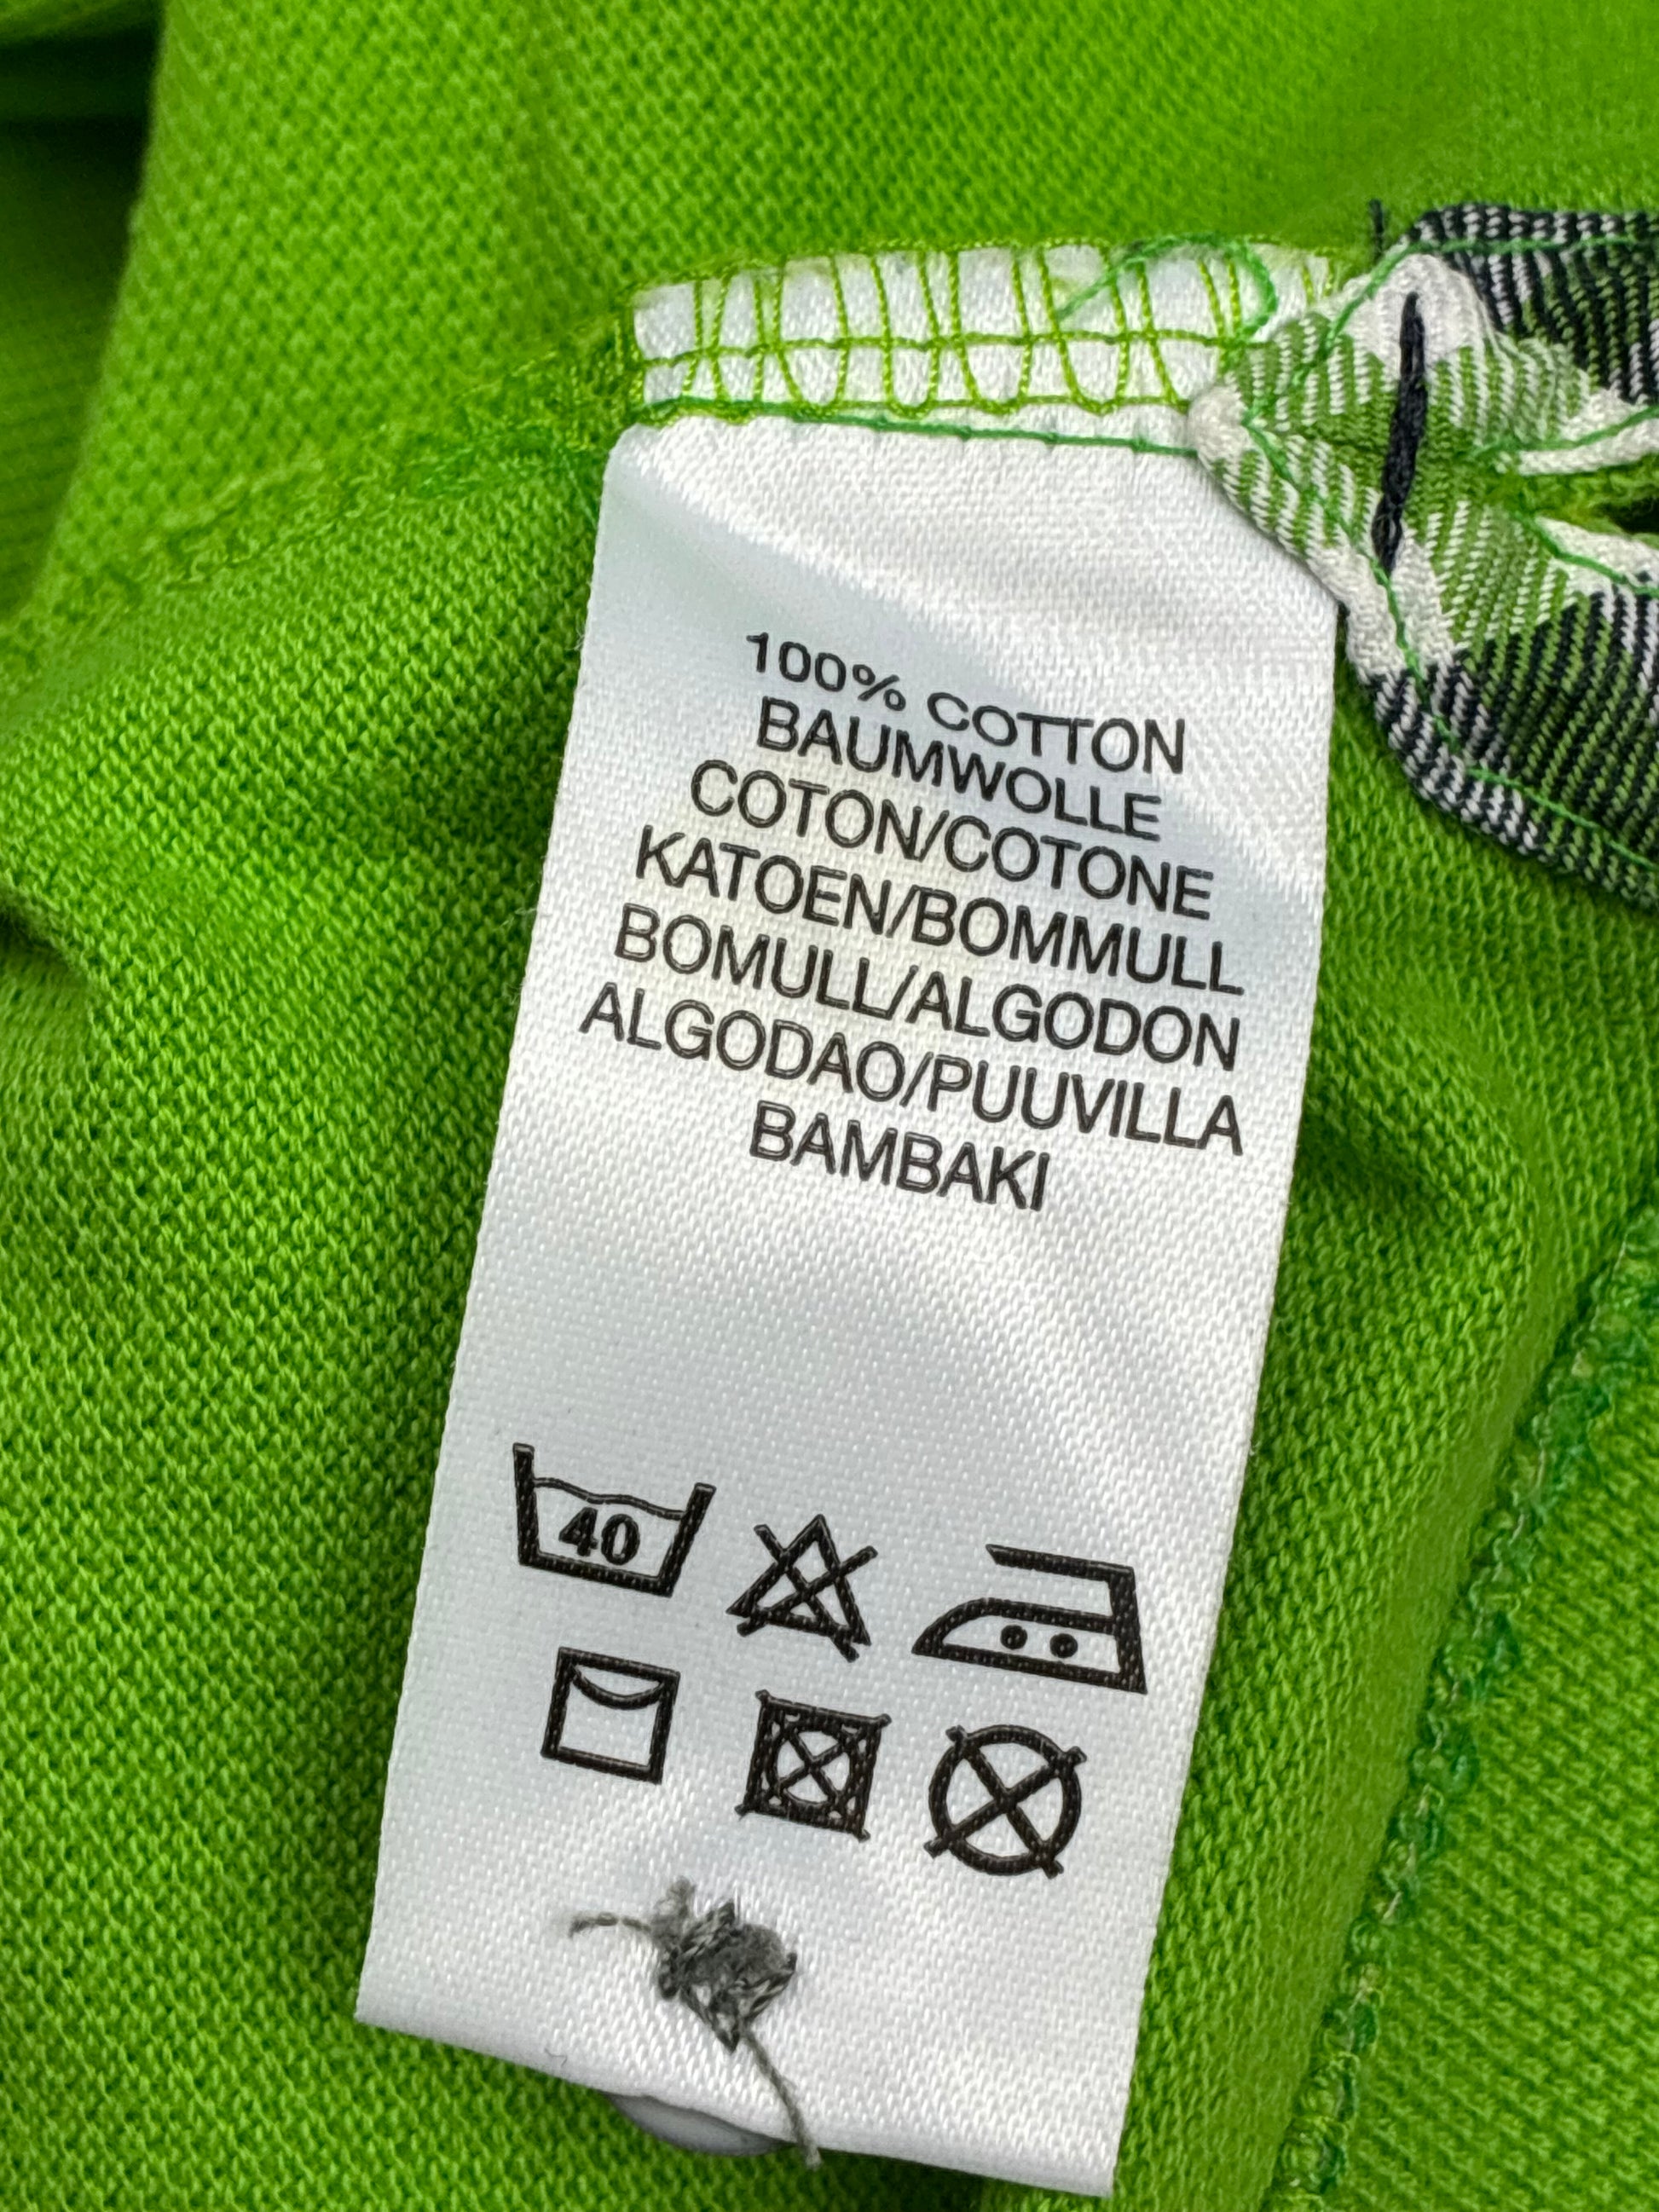 100% COTTON
BAUMWOLLE
COTON/COTONE
KATOEN/BOMMULL
BOMULL/ALGODON
ALGODAO/PUUVILLA
BAMBAKI
40